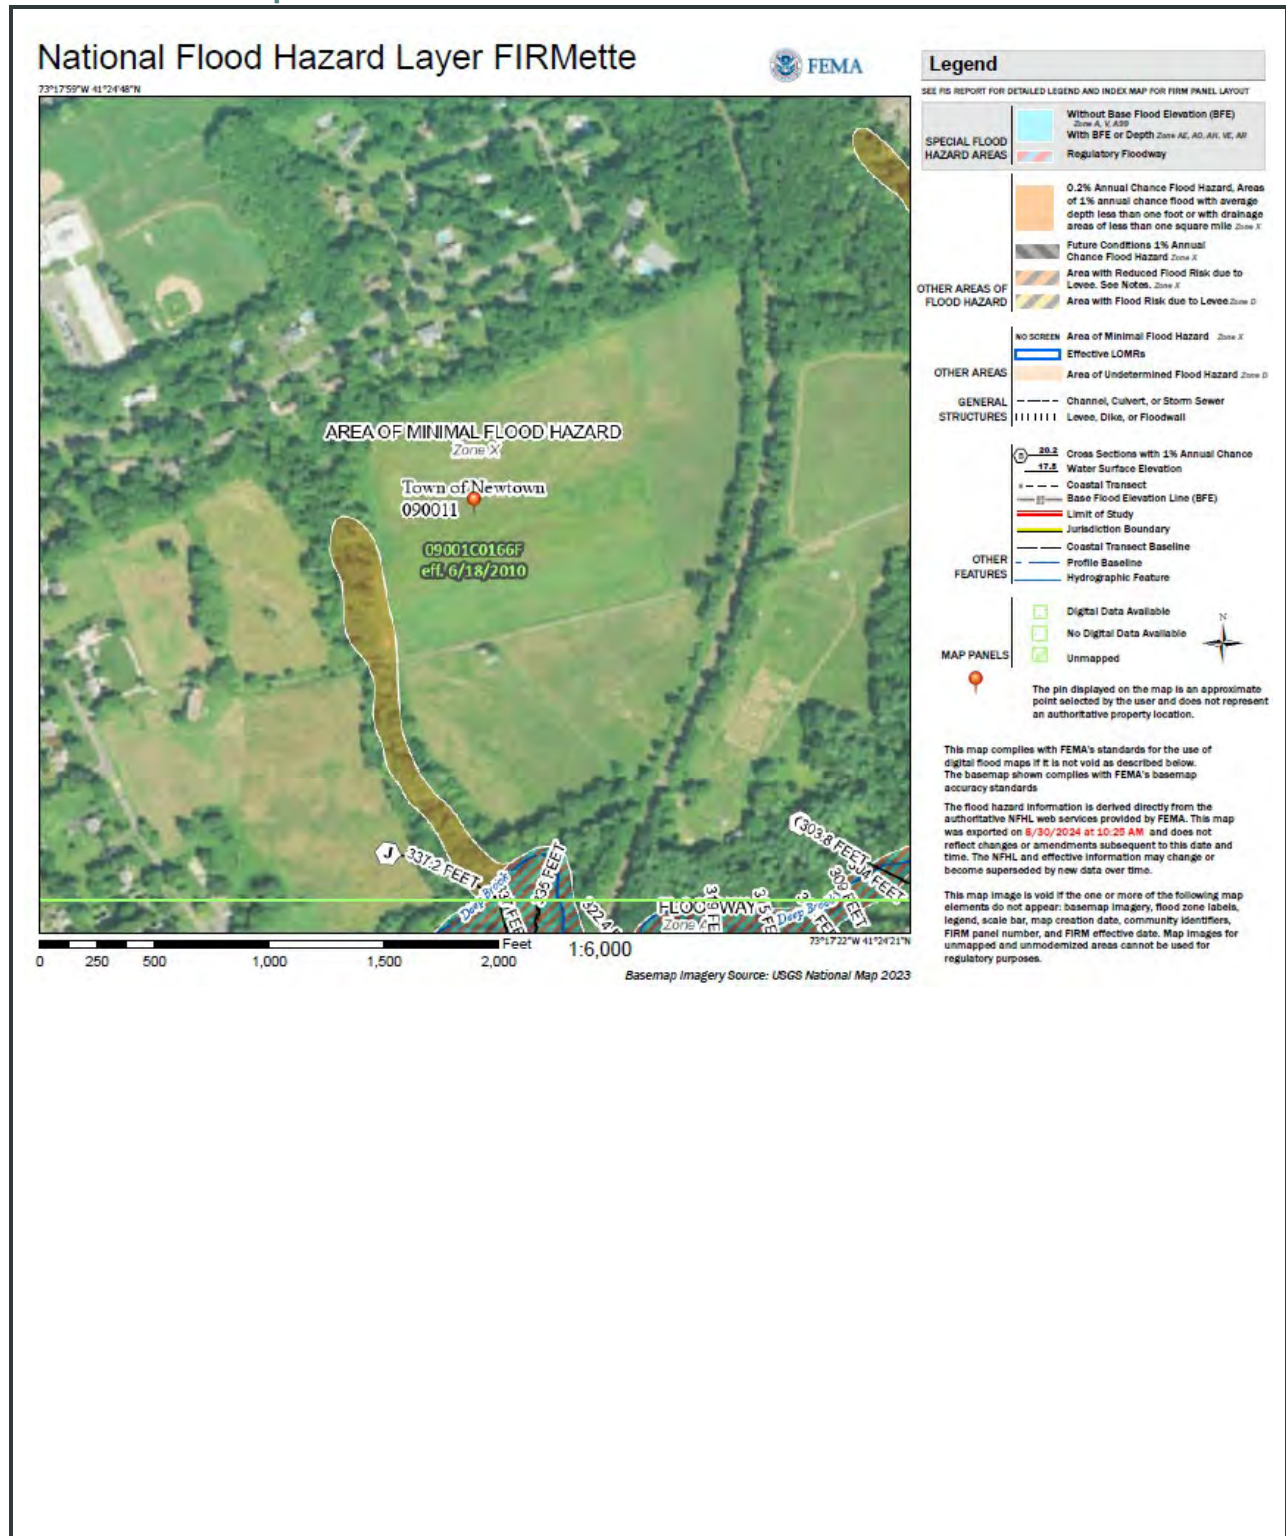 National Flood Hazard Layer FIRMette
FEMA
73°17'59"W 41°24'48"N
AREA OF MINIMAL FLOOD HAZARD
Zone X
Town of Newtown
090011
09001C0166F
eff. 6/18/2010
J
337.2 FEET
Deep Brook
335 FEET
FLOODWAY
Deep Brook
303.8 FEET
304 FEET
73°17'22"W 41°24'21"N
Feet
1:6,000
0 250 500 1,000 1,500 2,000
Basemap Imagery Source: USGS National Map 2023
Legend
SEE FIS REPORT FOR DETAILED LEGEND AND INDEX MAP FOR FIRM PANEL LAYOUT
SPECIAL FLOOD
HAZARD AREAS
Without Base Flood Elevation (BFE)
Zone A, V, A99
With BFE or Depth Zone AE, AO, AH, VE, AR
Regulatory Floodway
OTHER AREAS OF
FLOOD HAZARD
0.2% Annual Chance Flood Hazard, Areas
of 1% annual chance flood with average
depth less than one foot or with drainage
areas of less than one square mile Zone X
Future Conditions 1% Annual
Chance Flood Hazard Zone X
Area with Reduced Flood Risk due to
Levee. See Notes. Zone X
Area with Flood Risk due to Levee Zone D
OTHER AREAS
NO SCREEN Area of Minimal Flood Hazard Zone X
Effective LOMRs
Area of Undetermined Flood Hazard Zone D
GENERAL
STRUCTURES
Channel, Culvert, or Storm Sewer
Levee, Dike, or Floodwall
OTHER
FEATURES
B 20.2 Cross Sections with 1% Annual Chance
17.5 Water Surface Elevation
Coastal Transect
Base Flood Elevation Line (BFE)
Limit of Study
Jurisdiction Boundary
Coastal Transect Baseline
Profile Baseline
Hydrographic Feature
MAP PANELS
Digital Data Available
No Digital Data Available
Unmapped
N
The pin displayed on the map is an approximate
point selected by the user and does not represent
an authoritative property location.
This map complies with FEMA's standards for the use of
digital flood maps if it is not void as described below.
The basemap shown complies with FEMA's basemap
accuracy standards
The flood hazard information is derived directly from the
authoritative NFHL web services provided by FEMA. This map
was exported on 8/30/2024 at 10:25 AM and does not
reflect changes or amendments subsequent to this date and
time. The NFHL and effective information may change or
become superseded by new data over time.
This map image is void if the one or more of the following map
elements do not appear: basemap imagery, flood zone labels,
legend, scale bar, map creation date, community identifiers,
FIRM panel number, and FIRM effective date. Map images for
unmapped and unmodernized areas cannot be used for
regulatory purposes.